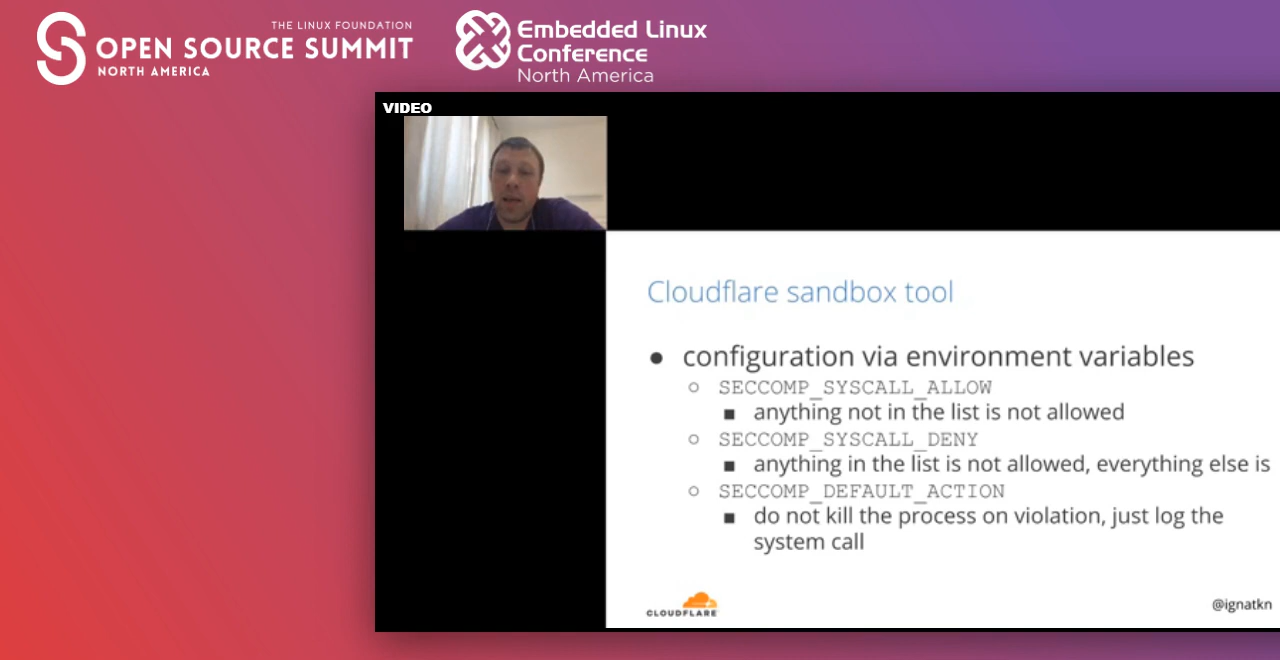 THE LINUX FOUNDATION
OPEN SOURCE SUMMIT
NORTH AMERICA
Embedded Linux
Conference
North America
VIDEO
Cloudflare sandbox tool
● configuration via environment variables
○ SECCOMP_SYSCALL_ALLOW
■ anything not in the list is not allowed
○ SECCOMP_SYSCALL_DENY
■ anything in the list is not allowed, everything else is
○ SECCOMP_DEFAULT_ACTION
■ do not kill the process on violation, just log the
system call
CLOUDFLARE
@ignatkn